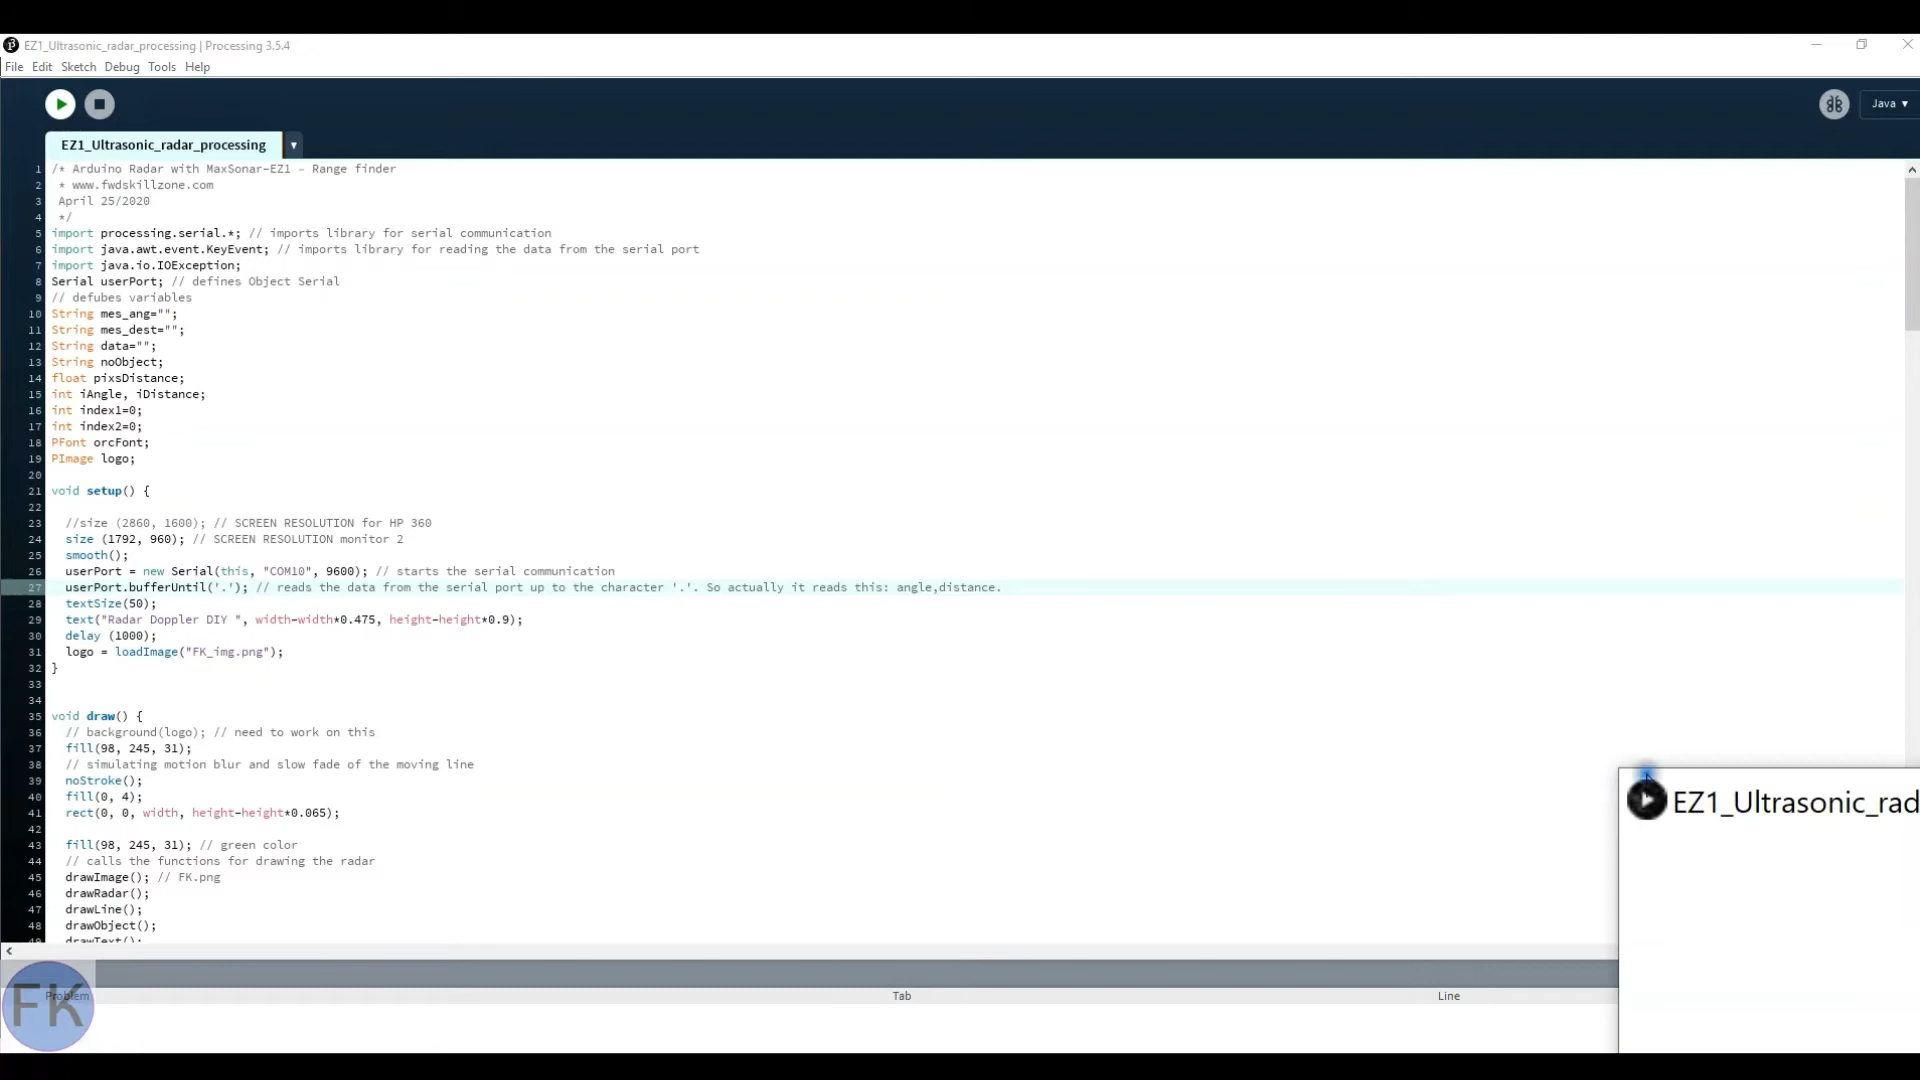 EZ1_Ultrasonic_radar_processing | Processing 3.5.4
File Edit Sketch Debug Tools Help
Java ▼
EZ1_Ultrasonic_radar_processing ▼
1 /* Arduino Radar with MaxSonar-EZ1 - Range finder
2 * www.fwdskillzone.com
3 April 25/2020
4 */
5 import processing.serial.*; // imports library for serial communication
6 import java.awt.event.KeyEvent; // imports library for reading the data from the serial port
7 import java.io.IOException;
8 Serial userPort; // defines Object Serial
9 // defubes variables
10 String mes_ang="";
11 String mes_dest="";
12 String data="";
13 String noObject;
14 float pixsDistance;
15 int iAngle, iDistance;
16 int index1=0;
17 int index2=0;
18 PFont orcFont;
19 PImage logo;
20
21 void setup() {
22
23 //size (2860, 1600); // SCREEN RESOLUTION for HP 360
24 size (1792, 960); // SCREEN RESOLUTION monitor 2
25 smooth();
26 userPort = new Serial(this, "COM10", 9600); // starts the serial communication
27 userPort.bufferUntil('.'); // reads the data from the serial port up to the character '.'. So actually it reads this: angle,distance.
28 textSize(50);
29 text("Radar Doppler DIY ", width-width*0.475, height-height*0.9);
30 delay (1000);
31 logo = loadImage("FK_img.png");
32 }
33
34
35 void draw() {
36 // background(logo); // need to work on this
37 fill(98, 245, 31);
38 // simulating motion blur and slow fade of the moving line
39 noStroke();
40 fill(0, 4);
41 rect(0, 0, width, height-height*0.065);
42
43 fill(98, 245, 31); // green color
44 // calls the functions for drawing the radar
45 drawImage(); // FK.png
46 drawRadar();
47 drawLine();
48 drawObject();
49 drawText();
EZ1_Ultrasonic_rad
Problem Tab Line
FK